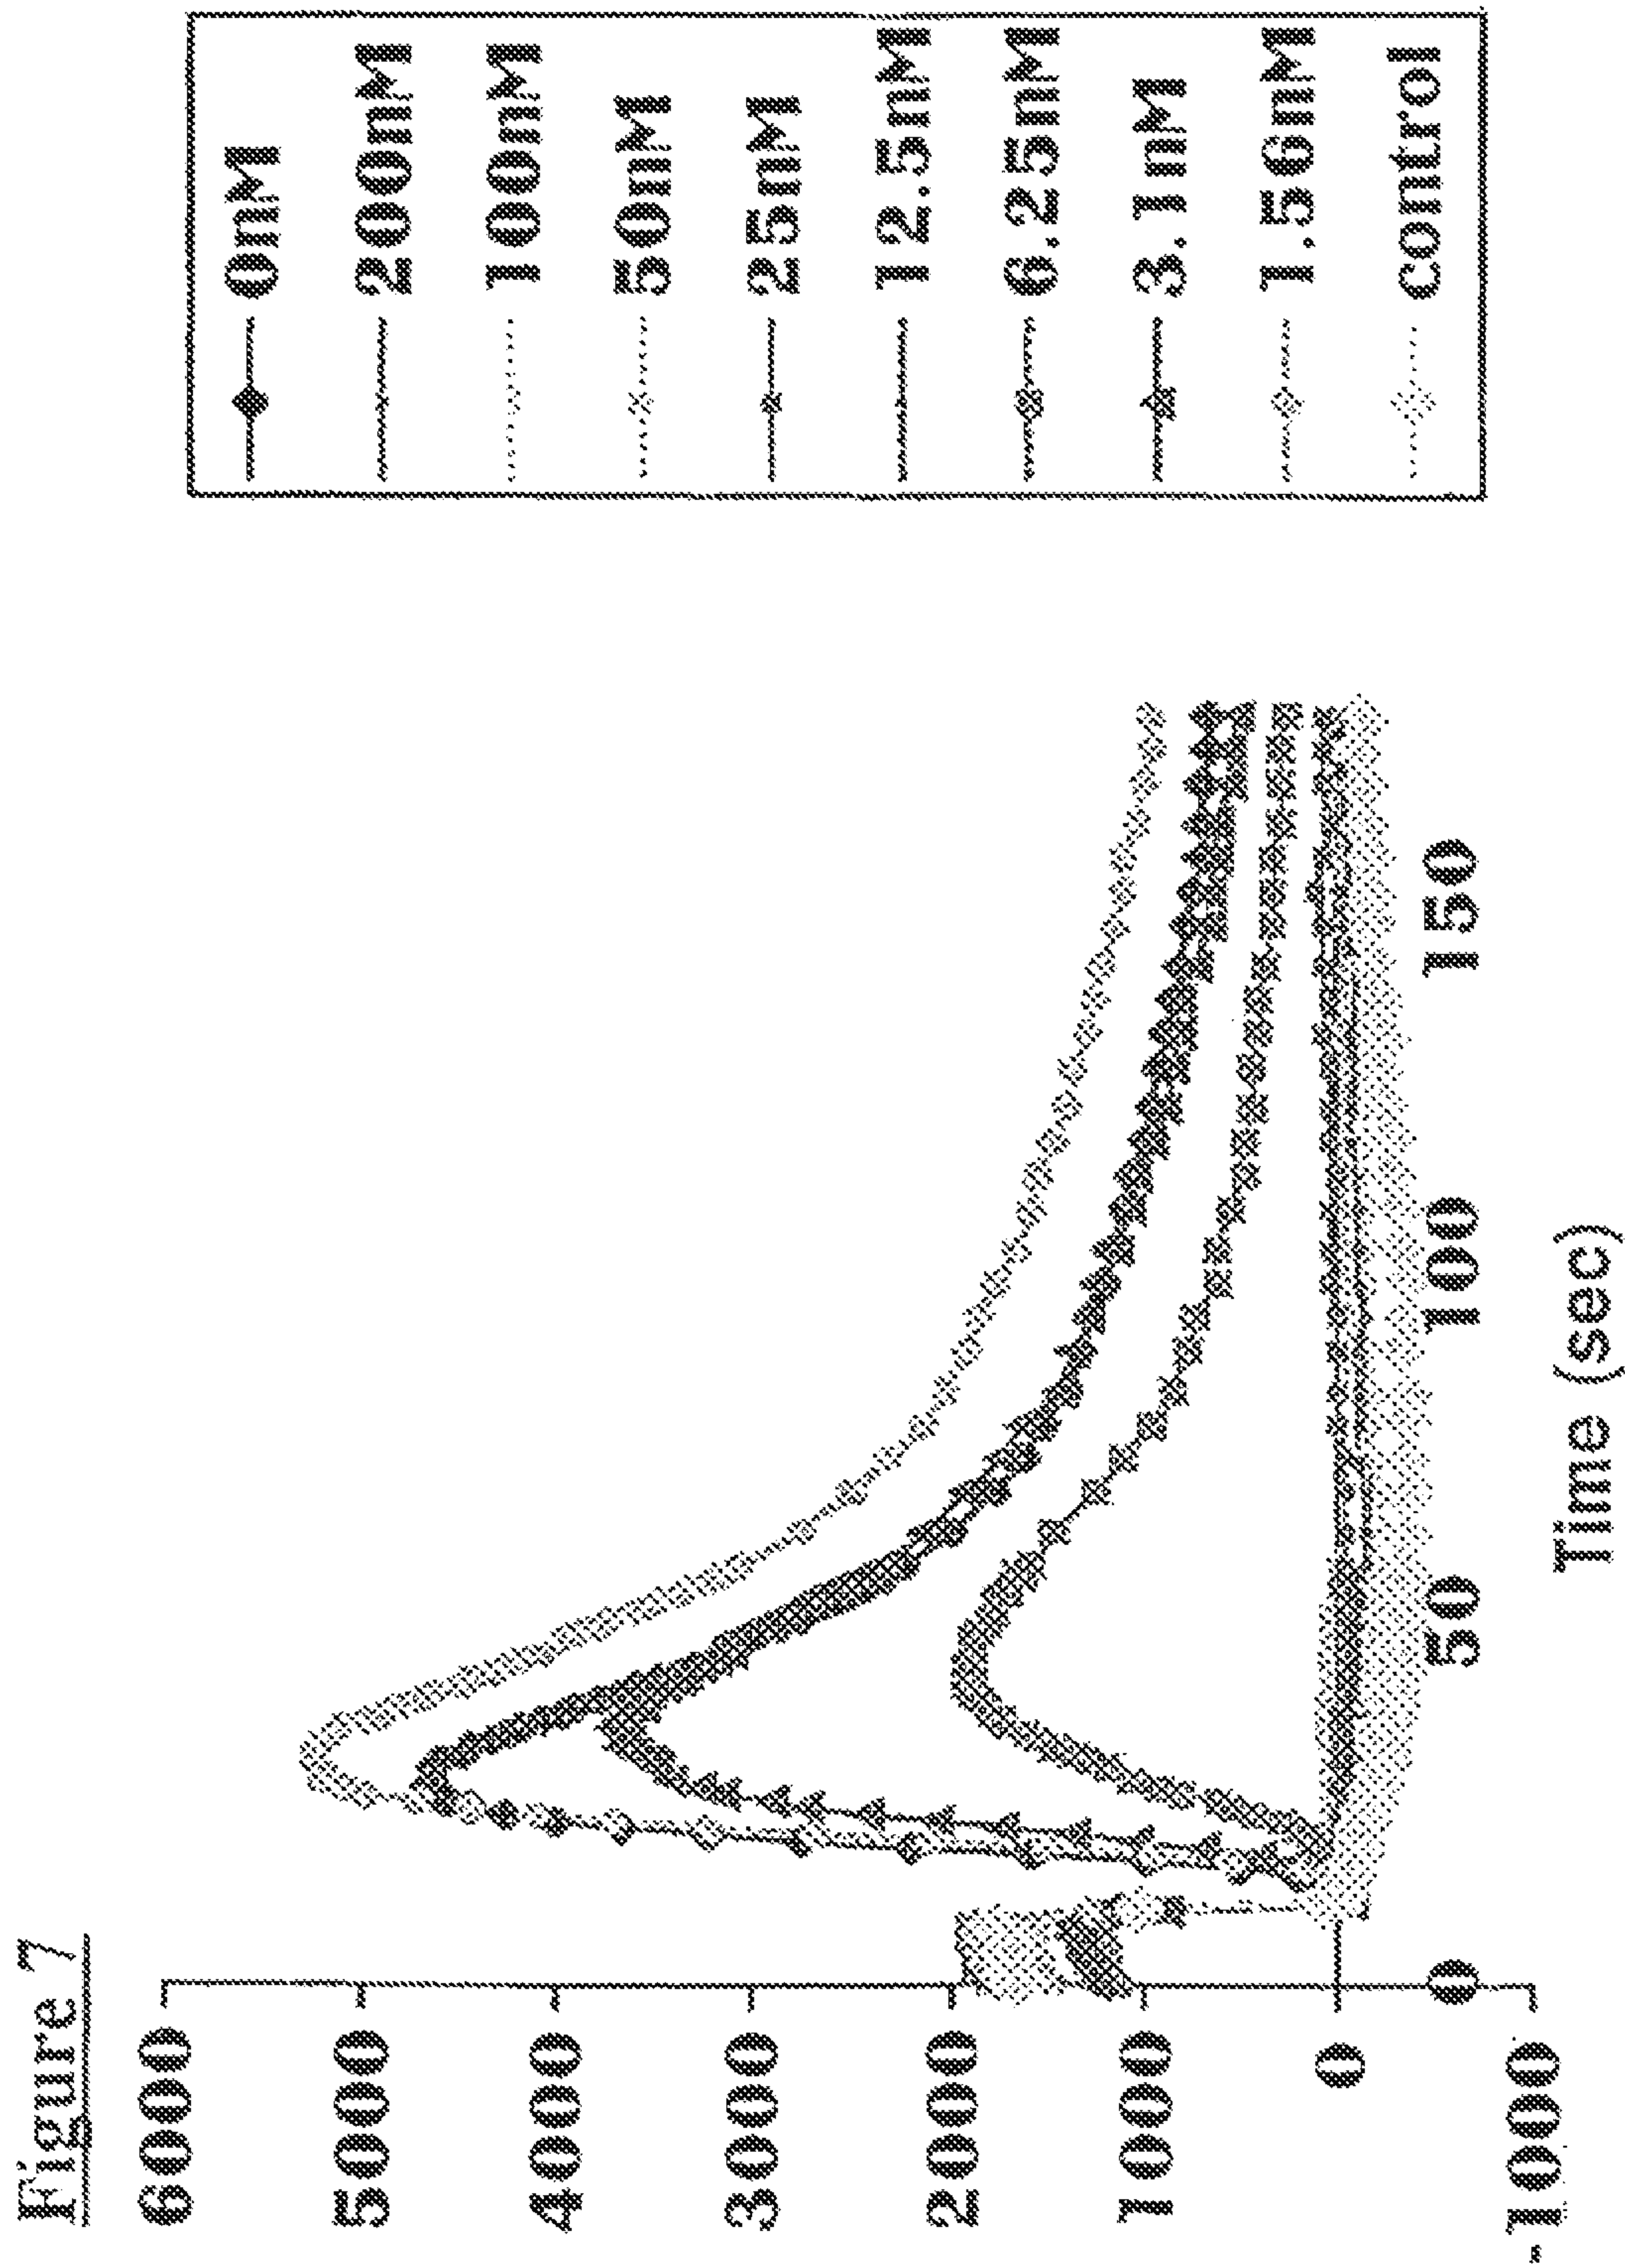 Figure 7
6000
5000
4000
3000
2000
1000
0
-1000
0
50
100
150
Time (sec)
0nM
200nM
100nM
50nM
25nM
12.5nM
6.25nM
3.1nM
1.56nM
control